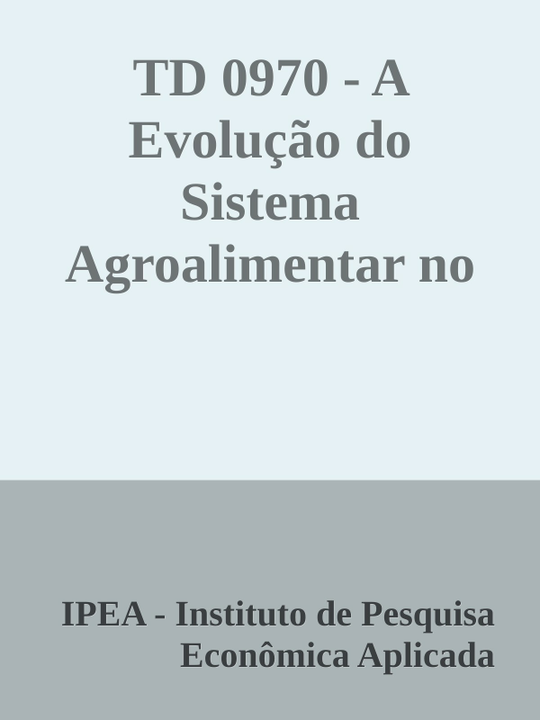 TD 0970 - A
Evolução do
Sistema
Agroalimentar no
IPEA - Instituto de Pesquisa
Econômica Aplicada